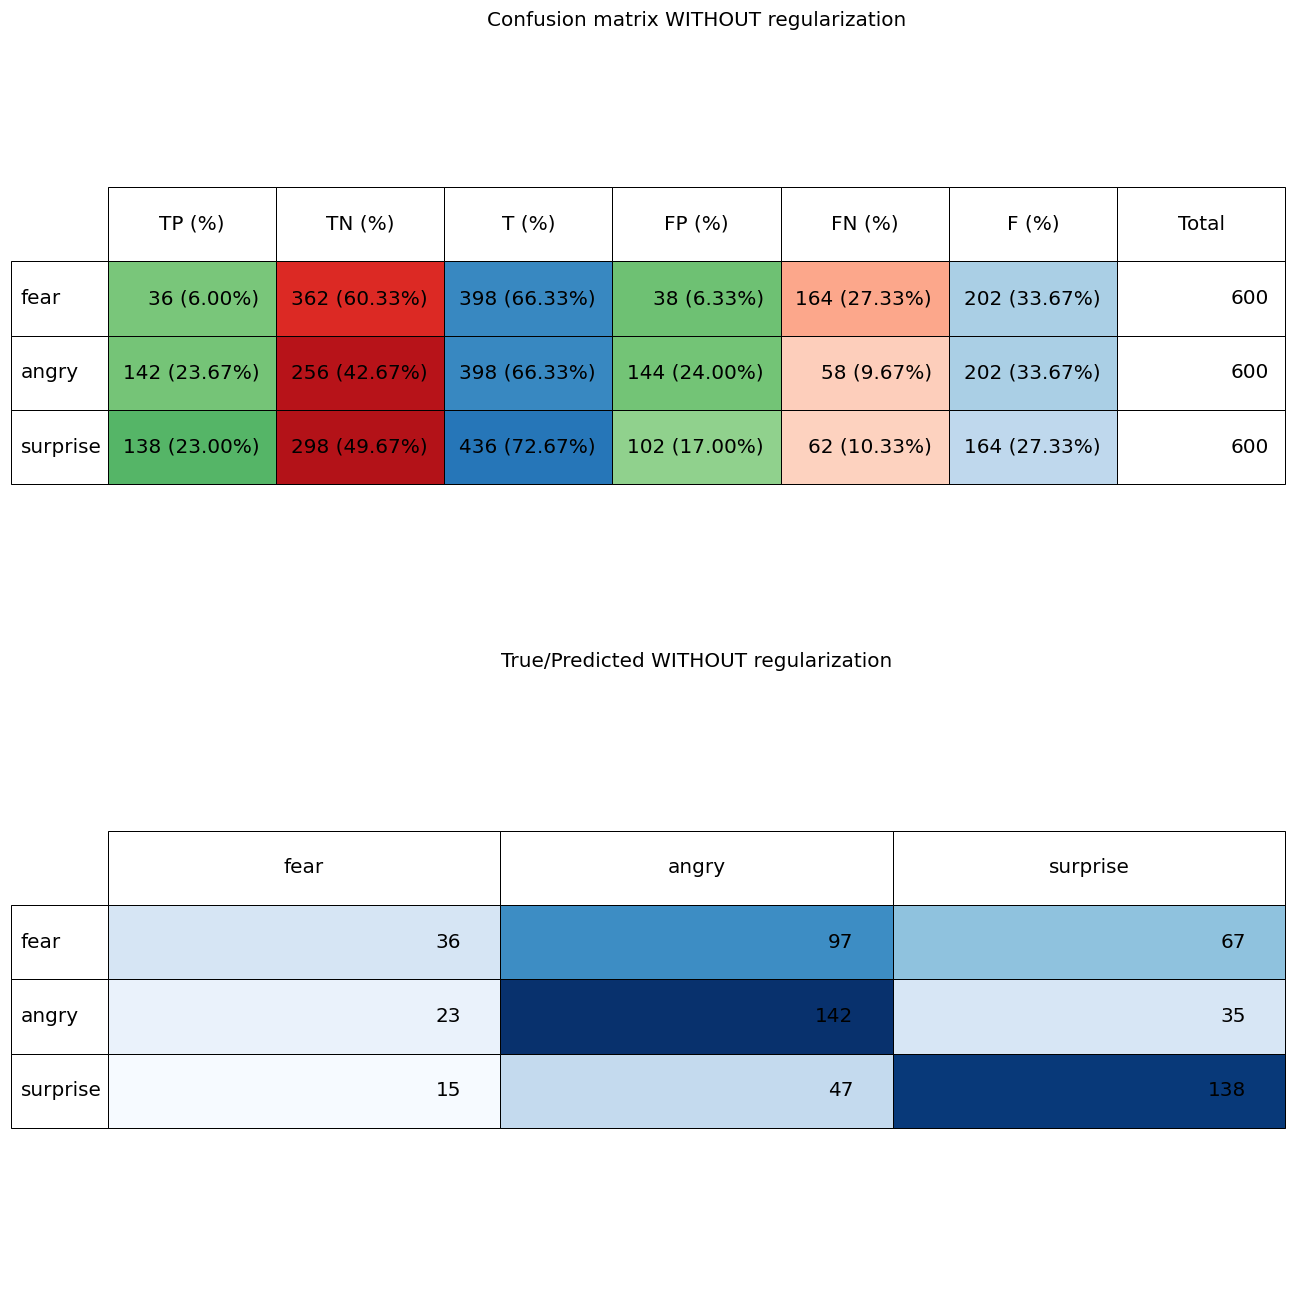 Confusion matrix WITHOUT regularization
TP (%) TN (%) T (%) FP (%) FN (%) F (%) Total
fear 36 (6.00%) 362 (60.33%) 398 (66.33%) 38 (6.33%) 164 (27.33%) 202 (33.67%) 600
angry 142 (23.67%) 256 (42.67%) 398 (66.33%) 144 (24.00%) 58 (9.67%) 202 (33.67%) 600
surprise 138 (23.00%) 298 (49.67%) 436 (72.67%) 102 (17.00%) 62 (10.33%) 164 (27.33%) 600
True/Predicted WITHOUT regularization
fear angry surprise
fear 36 97 67
angry 23 142 35
surprise 15 47 138